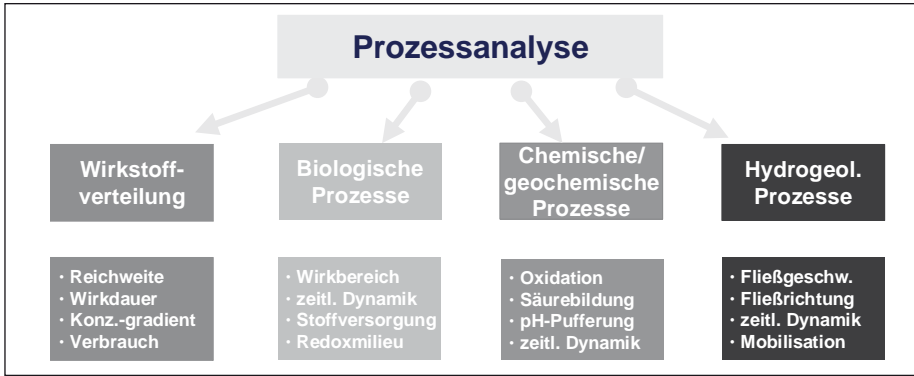 Prozessanalyse
Wirkstoff-
verteilung
Biologische
Prozesse
Chemische/
geochemische
Prozesse
Hydrogeol.
Prozesse
· Reichweite
· Wirkdauer
· Konz.-gradient
· Verbrauch
· Wirkbereich
· zeitl. Dynamik
· Stoffversorgung
· Redoxmilieu
· Oxidation
· Säurebildung
· pH-Pufferung
· zeitl. Dynamik
· Fließgeschw.
· Fließrichtung
· zeitl. Dynamik
· Mobilisation